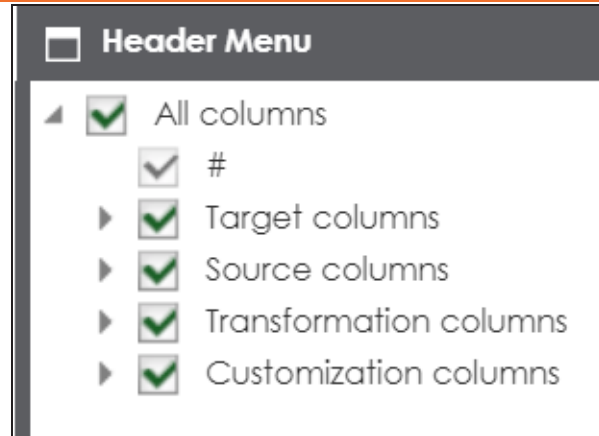 Header Menu
All columns
#
Target columns
Source columns
Transformation columns
Customization columns